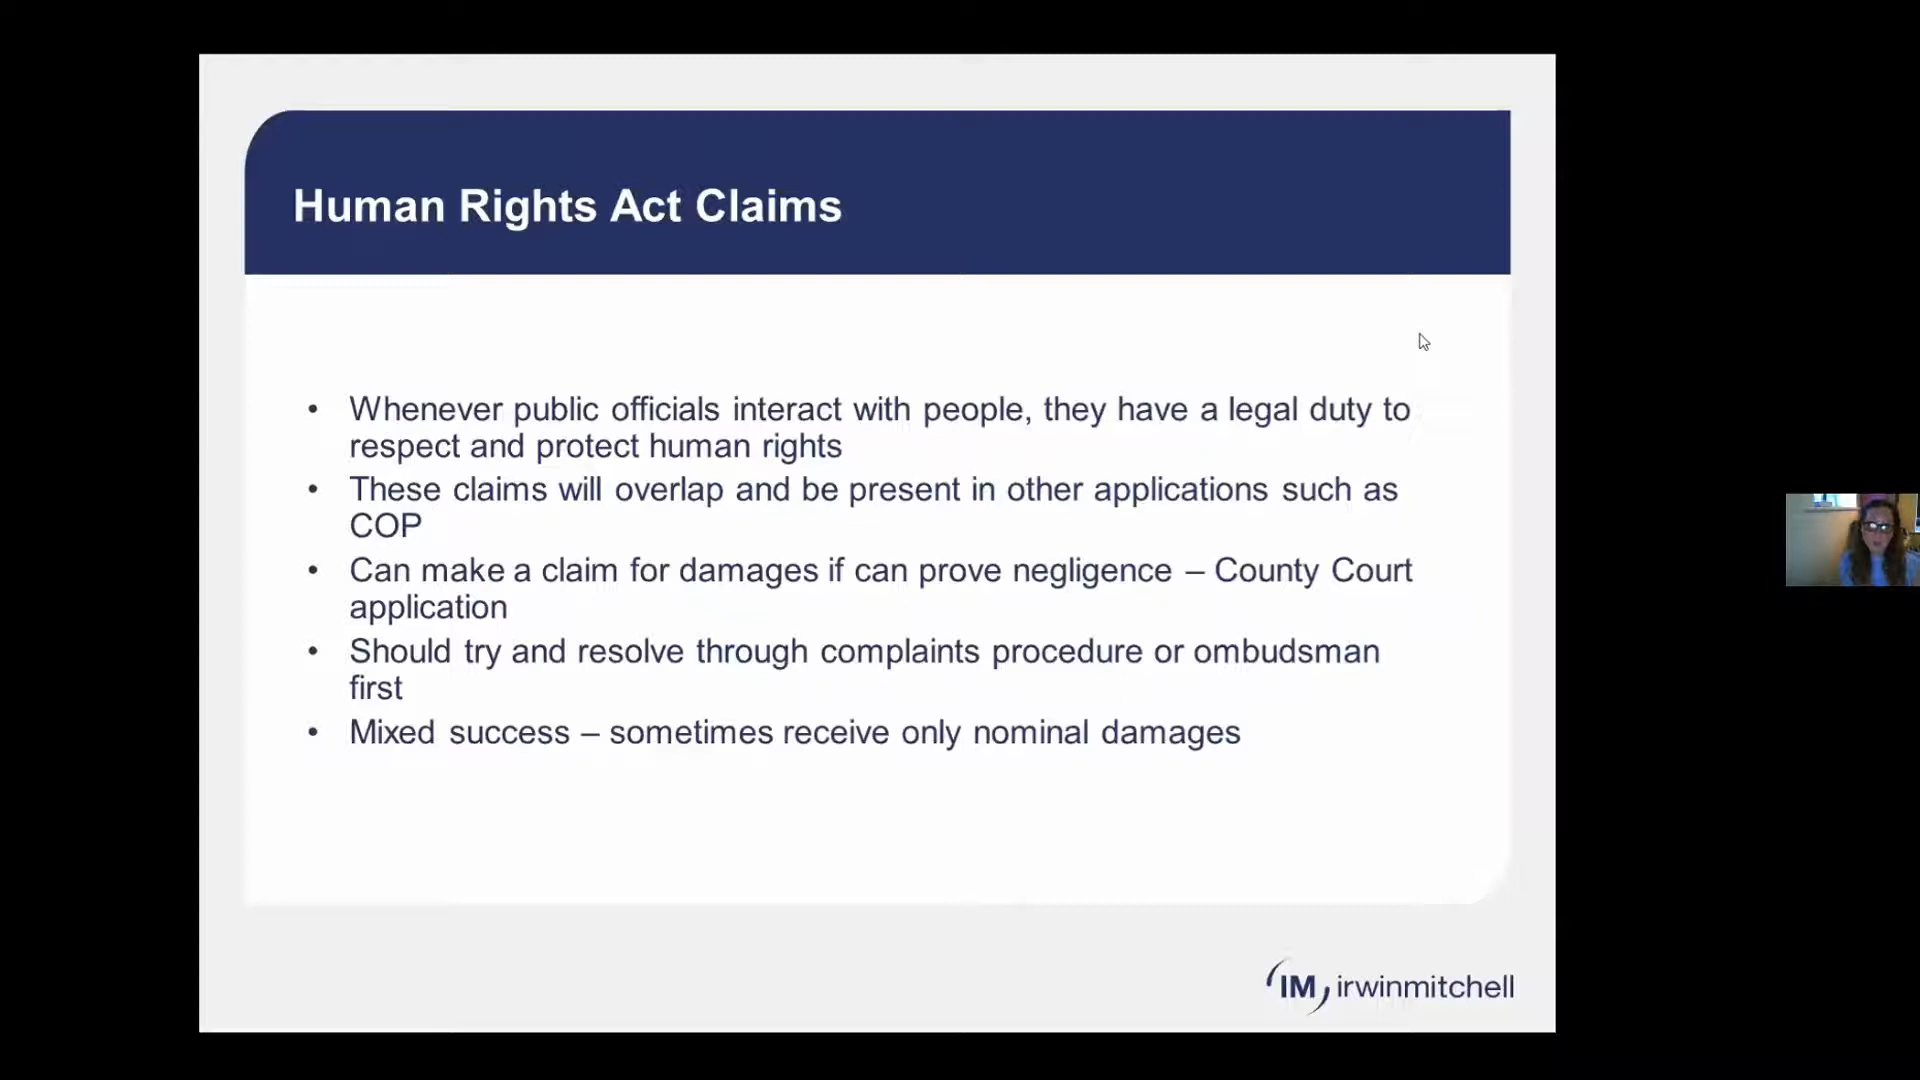 Human Rights Act Claims
• Whenever public officials interact with people, they have a legal duty to
respect and protect human rights
• These claims will overlap and be present in other applications such as
COP
• Can make a claim for damages if can prove negligence – County Court
application
• Should try and resolve through complaints procedure or ombudsman
first
• Mixed success – sometimes receive only nominal damages
IM irwinmitchell